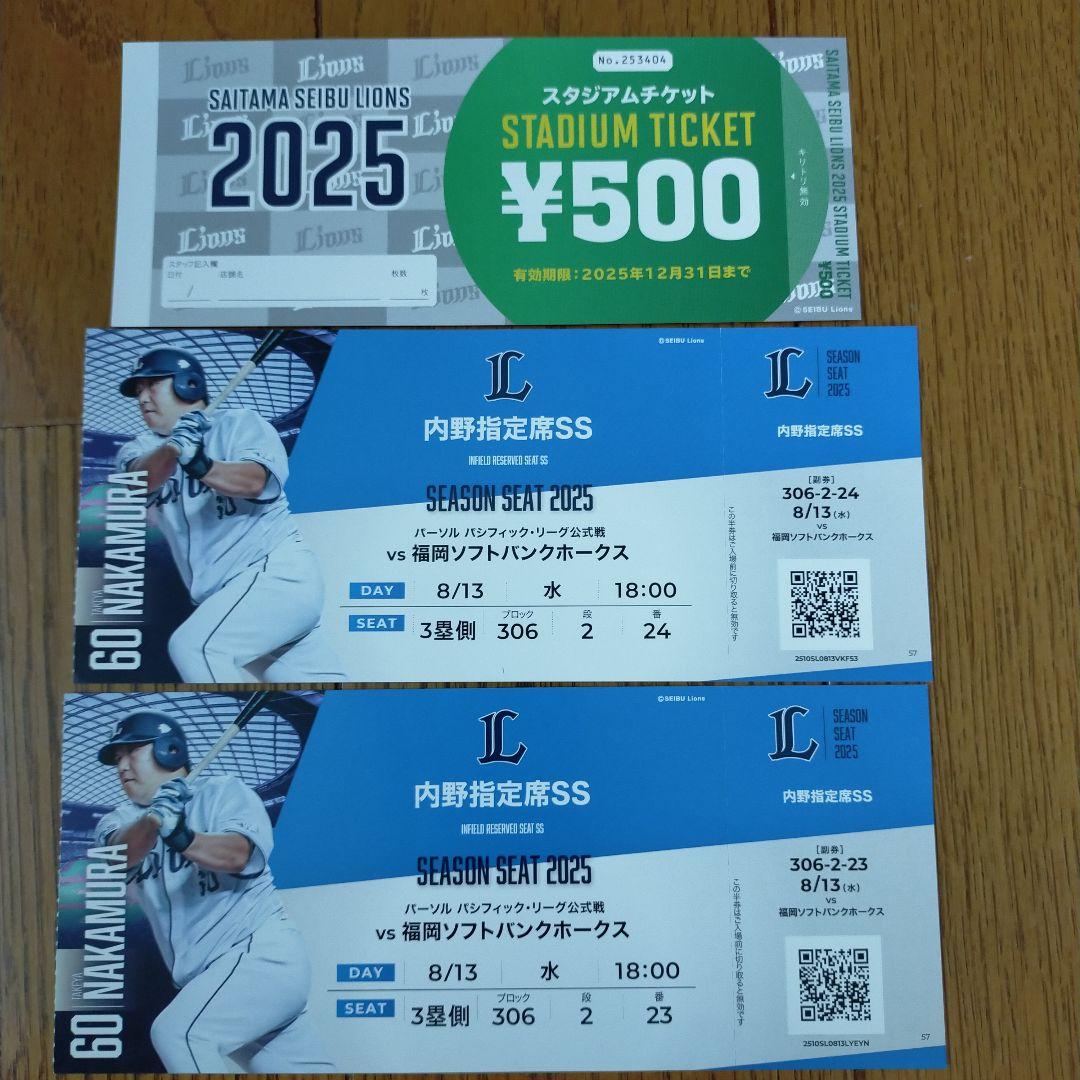 Lions
Lions
Lions
Lions
SAITAMA SEIBU LIONS
2025
Lions
Lions
スタッフ記入欄
日付
店舗名
枚数
/
枚
No.253404
スタジアムチケット
STADIUM TICKET
¥500
有効期限:2025年12月31日まで
キリトリ無効
SAITAMA SEIBU LIONS 2025 STADIUM TICKET ¥500
©SEIBU Lions
60 TAKEYA NAKAMURA
©SEIBU Lions
L
内野指定席SS
INFIELD RESERVED SEAT SS
SEASON SEAT 2025
パーソル パシフィック・リーグ公式戦
vs 福岡ソフトバンクホークス
DAY 8/13 水 18:00
ブロック 段 番
SEAT 3塁側 306 2 24
この半券はご入場前に切り取ると無効です
L SEASON
SEAT
2025
内野指定席SS
[副券]
306-2-24
8/13(水)
vs
福岡ソフトバンクホークス
2510SL0813VKF53
57
60 TAKEYA NAKAMURA
©SEIBU Lions
L
内野指定席SS
INFIELD RESERVED SEAT SS
SEASON SEAT 2025
パーソル パシフィック・リーグ公式戦
vs 福岡ソフトバンクホークス
DAY 8/13 水 18:00
ブロック 段 番
SEAT 3塁側 306 2 23
この半券はご入場前に切り取ると無効です
L SEASON
SEAT
2025
内野指定席SS
[副券]
306-2-23
8/13(水)
vs
福岡ソフトバンクホークス
2510SL0813LYEYN
57